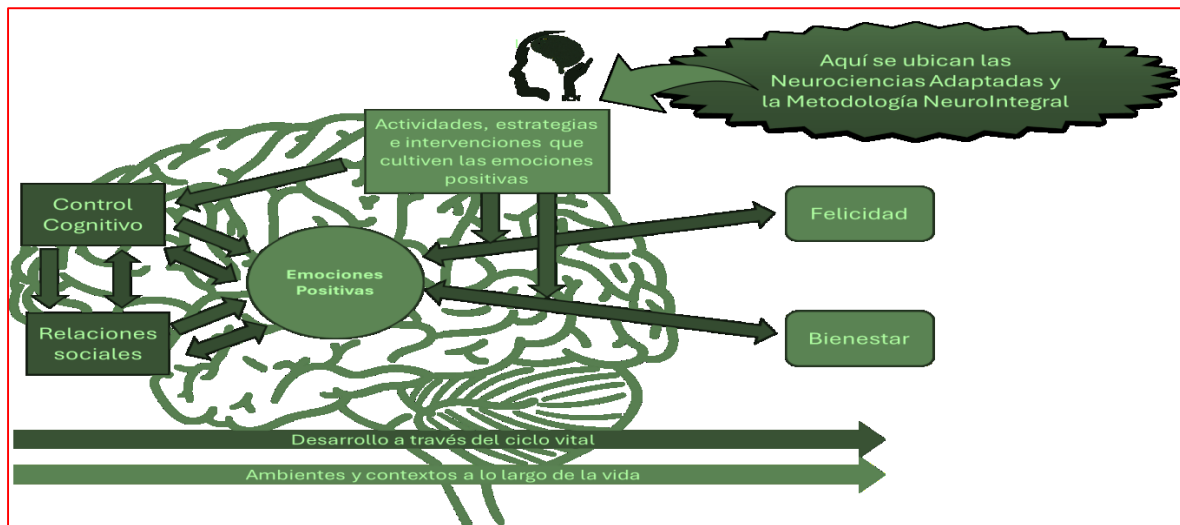 Aquí se ubican las
Neurociencias Adaptadas y
la Metodología NeuroIntegral
Actividades, estrategias
e intervenciones que
cultiven las emociones
positivas
Control
Cognitivo
Felicidad
Emociones
Positivas
Relaciones
sociales
Bienestar
Desarrollo a través del ciclo vital
Ambientes y contextos a lo largo de la vida